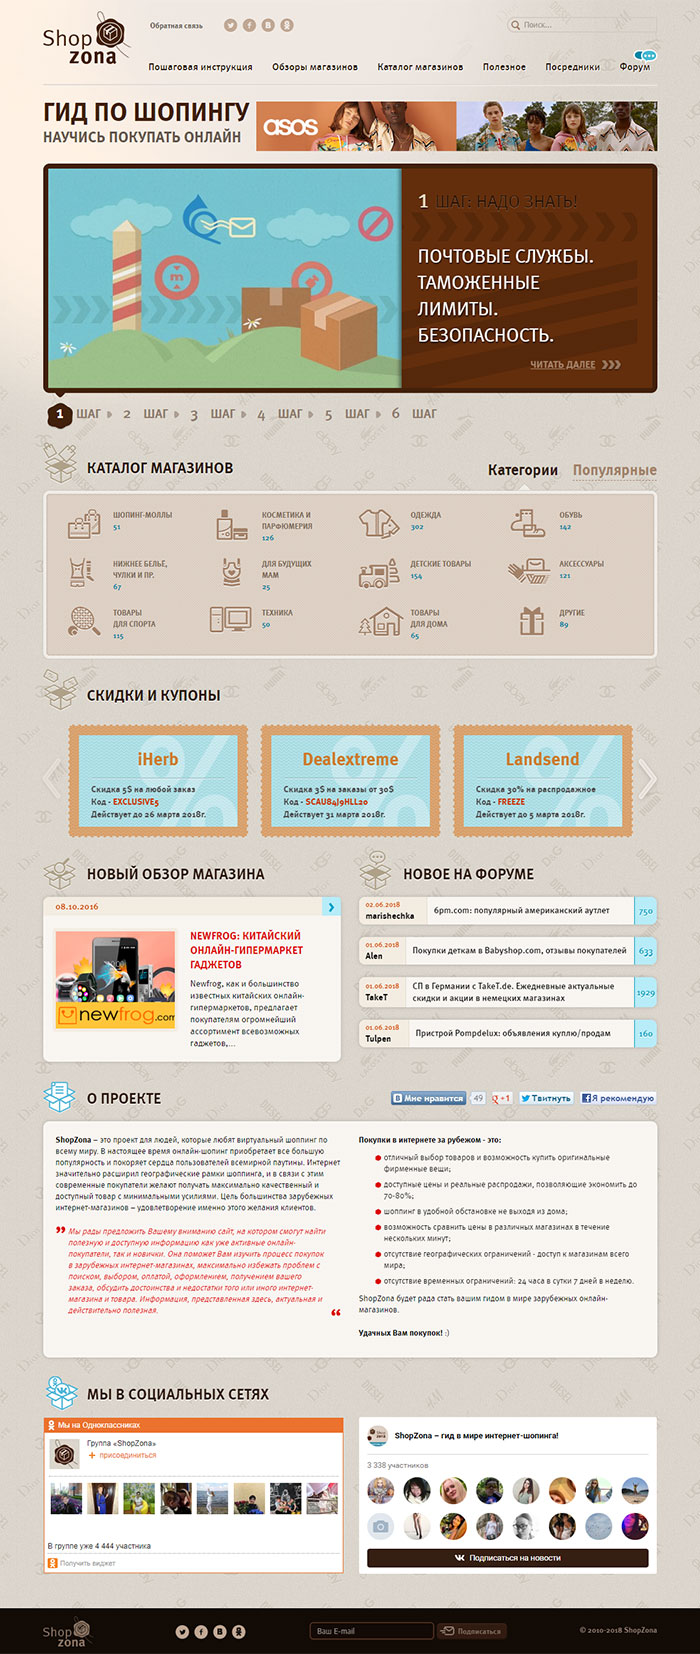 Shop
zona
Обратная связь
Поиск...
Пошаговая инструкция Обзоры магазинов Каталог магазинов Полезное Посредники Форум
ГИД ПО ШОПИНГУ
НАУЧИСЬ ПОКУПАТЬ ОНЛАЙН
asos
1 ШАГ: НАДО ЗНАТЬ!
ПОЧТОВЫЕ СЛУЖБЫ.
ТАМОЖЕННЫЕ
ЛИМИТЫ.
БЕЗОПАСНОСТЬ.
ЧИТАТЬ ДАЛЕЕ
1 ШАГ 2 ШАГ 3 ШАГ 4 ШАГ 5 ШАГ 6 ШАГ
КАТАЛОГ МАГАЗИНОВ
Категории Популярные
ШОПИНГ-МОЛЛЫ
51
КОСМЕТИКА И
ПАРФЮМЕРИЯ
126
ОДЕЖДА
302
ОБУВЬ
142
НИЖНЕЕ БЕЛЬЕ,
ЧУЛКИ И ПР.
67
ДЛЯ БУДУЩИХ
МАМ
25
ДЕТСКИЕ ТОВАРЫ
154
АКСЕССУАРЫ
121
ТОВАРЫ
ДЛЯ СПОРТА
115
ТЕХНИКА
50
ТОВАРЫ
ДЛЯ ДОМА
65
ДРУГИЕ
89
СКИДКИ И КУПОНЫ
iHerb
Скидка 5$ на любой заказ
Код - EXCLUSIVE5
Действует до 26 марта 2018г.
Dealextreme
Скидка 3$ на заказы от 30$
Код - SCAU84J9HLL20
Действует 31 марта 2018г.
Landsend
Скидка 30% на распродажное
Код - FREEZE
Действует до 5 марта 2018г.
НОВЫЙ ОБЗОР МАГАЗИНА
08.10.2016
newfrog.com
NEWFROG: КИТАЙСКИЙ
ОНЛАЙН-ГИПЕРМАРКЕТ
ГАДЖЕТОВ
Newfrog, как и большинство
известных китайских онлайн-
гипермаркетов, предлагает
покупателям огромнейший
ассортимент всевозможных
гаджетов,...
НОВОЕ НА ФОРУМЕ
02.06.2018
marishechka
6pm.com: популярный американский аутлет
750
01.06.2018
Alen
Покупки деткам в Babyshop.com, отзывы покупателей
633
01.06.2018
TakeT
СП в Германии с TakeT.de. Ежедневные актуальные
скидки и акции в немецких магазинах
1929
01.06.2018
Tulpen
Пристрой Pompdelux: объявления куплю/продам
160
О ПРОЕКТЕ
Мне нравится 49 +1 Твитнуть Я рекомендую
ShopZona – это проект для людей, которые любят виртуальный шоппинг по
всему миру. В настоящее время онлайн-шопинг приобретает все большую
популярность и покоряет сердца пользователей всемирной паутины. Интернет
значительно расширил географические рамки шоппинга, и в связи с этим
современные покупатели желают получать максимально качественный и
доступный товар с минимальными усилиями. Цель большинства зарубежных
интернет-магазинов – удовлетворение именно этого желания клиентов.
Мы рады предложить Вашему вниманию сайт, на котором смогут найти
полезную и доступную информацию как уже активные онлайн-
покупатели, так и новички. Она поможет Вам изучить процесс покупок
в зарубежных интернет-магазинах, максимально избежать проблем с
поиском, выбором, оплатой, оформлением, получением вашего
заказа, обсудить достоинства и недостатки того или иного интернет-
магазина и товара. Информация, представленная здесь, актуальная и
действительно полезная.
Покупки в интернете за рубежом - это:
отличный выбор товаров и возможность купить оригинальные
фирменные вещи;
доступные цены и реальные распродажи, позволяющие экономить до
70-80%;
шоппинг в удобной обстановке не выходя из дома;
возможность сравнить цены в различных магазинах в течение
нескольких минут;
отсутствие географических ограничений - доступ к магазинам всего
мира;
отсутствие временных ограничений: 24 часа в сутки 7 дней в неделю.
ShopZona будет рада стать вашим гидом в мире зарубежных онлайн-
магазинов.
Удачных Вам покупок! :)
МЫ В СОЦИАЛЬНЫХ СЕТЯХ
Мы на Одноклассниках
Группа «ShopZona»
+ присоединиться
В группе уже 4 444 участника
Получить виджет
ShopZona – гид в мире интернет-шопинга!
3 338 участников
Подписаться на новости
Shop
zona
Ваш E-mail
Подписаться
© 2010-2018 ShopZona